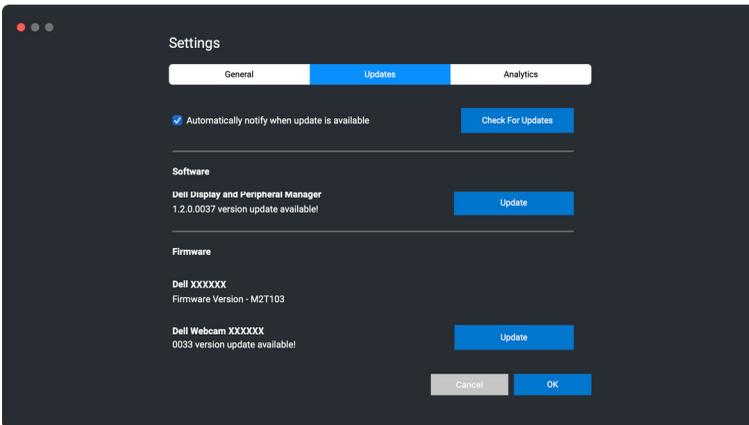 Settings
General Updates Analytics
Automatically notify when update is available Check For Updates
Software
Dell Display and Peripheral Manager
1.2.0.0037 version update available! Update
Firmware
Dell XXXXXX
Firmware Version - M2T103
Dell Webcam XXXXXX
0033 version update available! Update
Cancel OK